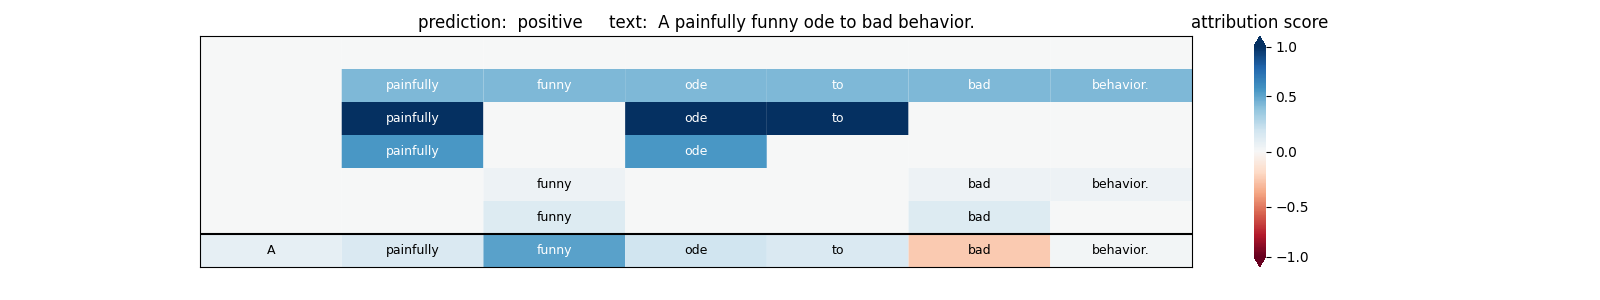 prediction:  positive     text:  A painfully funny ode to bad behavior.
attribution score
painfully funny ode to bad behavior.
painfully ode to
painfully ode
funny bad behavior.
funny bad
A painfully funny ode to bad behavior.
1.0
0.5
0.0
−0.5
−1.0